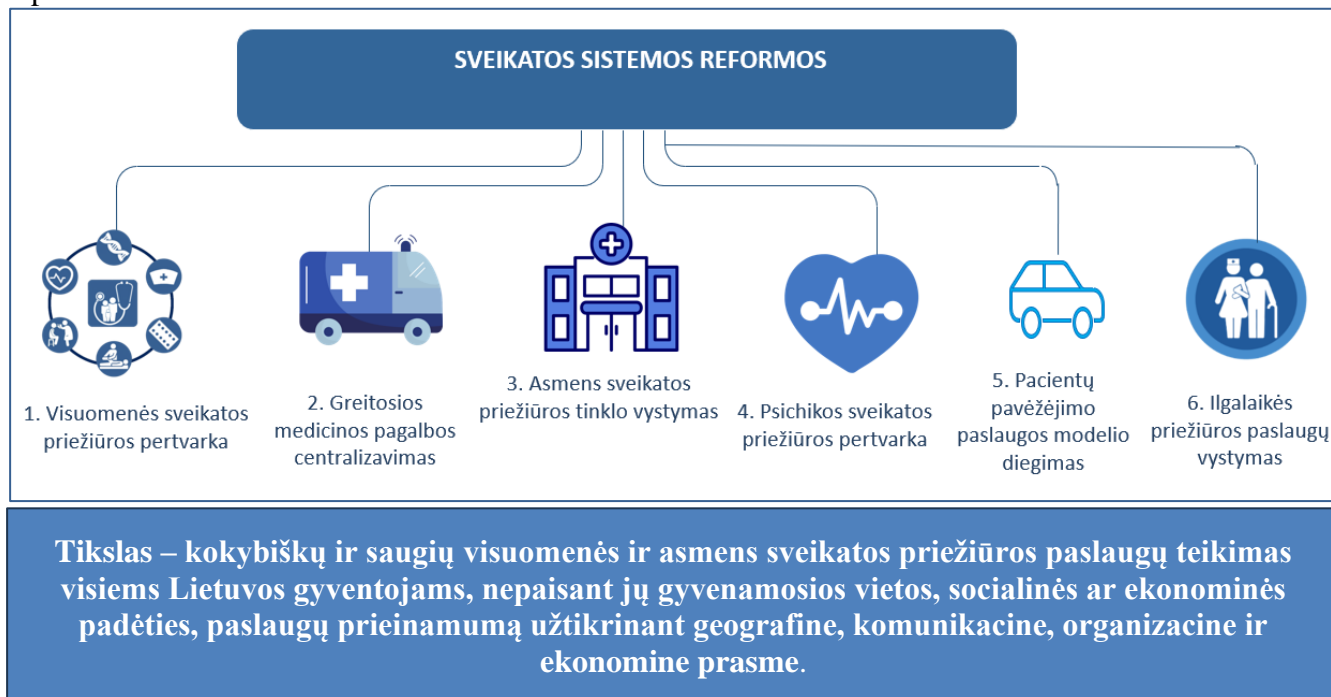 SVEIKATOS SISTEMOS REFORMOS
1. Visuomenės sveikatos
priežiūros pertvarka
2. Greitosios
medicinos pagalbos
centralizavimas
3. Asmens sveikatos
priežiūros tinklo vystymas
4. Psichikos sveikatos
priežiūros pertvarka
5. Pacientų
pavėžėjimo
paslaugos modelio
diegimas
6. Ilgalaikės
priežiūros paslaugų
vystymas
Tikslas – kokybiškų ir saugių visuomenės ir asmens sveikatos priežiūros paslaugų teikimas
visiems Lietuvos gyventojams, nepaisant jų gyvenamosios vietos, socialinės ar ekonominės
padėties, paslaugų prieinamumą užtikrinant geografine, komunikacine, organizacine ir
ekonomine prasme.